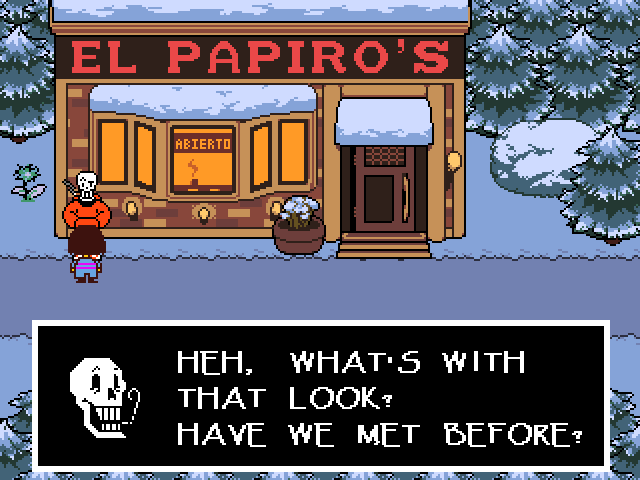 EL PAPIRO'S
ABIERTO
HEH, WHAT'S WITH
THAT LOOK?
HAVE WE MET BEFORE?